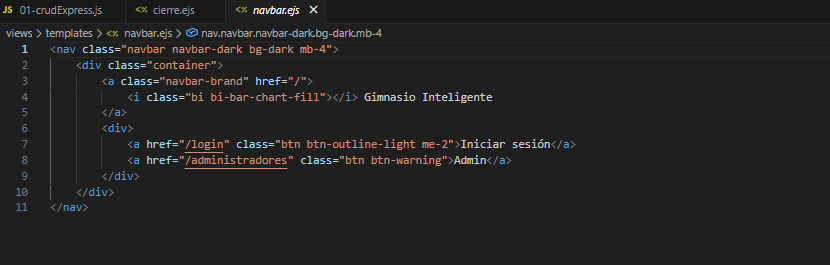 JS 01-crudExpress.js <% cierre.ejs <% navbar.ejs X
views > templates > <% navbar.ejs > nav.navbar.navbar-dark.bg-dark.mb-4
1 <nav class="navbar navbar-dark bg-dark mb-4">
2 <div class="container">
3 <a class="navbar-brand" href="/">
4 <i class="bi bi-bar-chart-fill"></i> Gimnasio Inteligente
5 </a>
6 <div>
7 <a href="/login" class="btn btn-outline-light me-2">Iniciar sesión</a>
8 <a href="/administradores" class="btn btn-warning">Admin</a>
9 </div>
10 </div>
11 </nav>